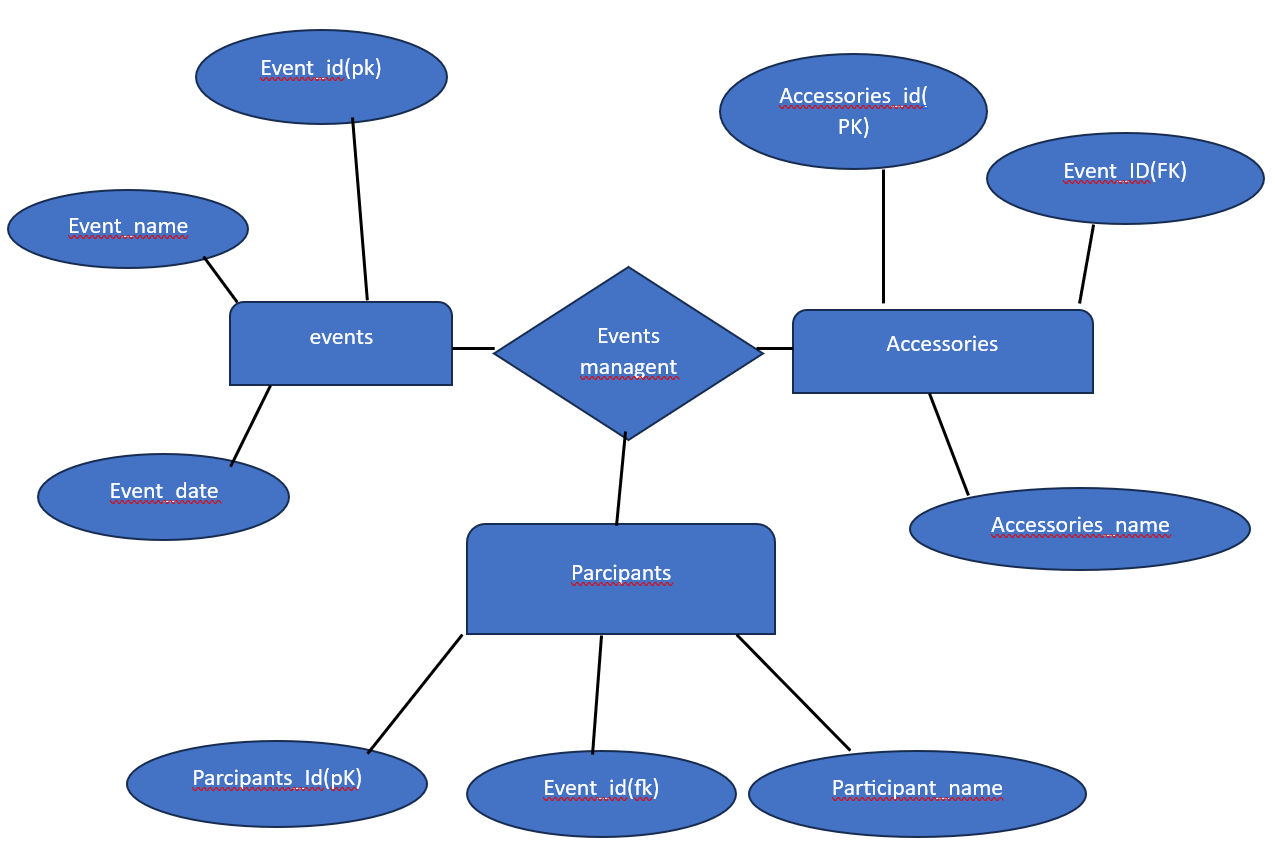 Event_id(pk)
Accessories_id(
PK)
Event_ID(FK)
Event_name
events
Events
managent
Accessories
Event_date
Accessories_name
Parcipants
Parcipants_Id(pK)
Event_id(fk)
Participant_name